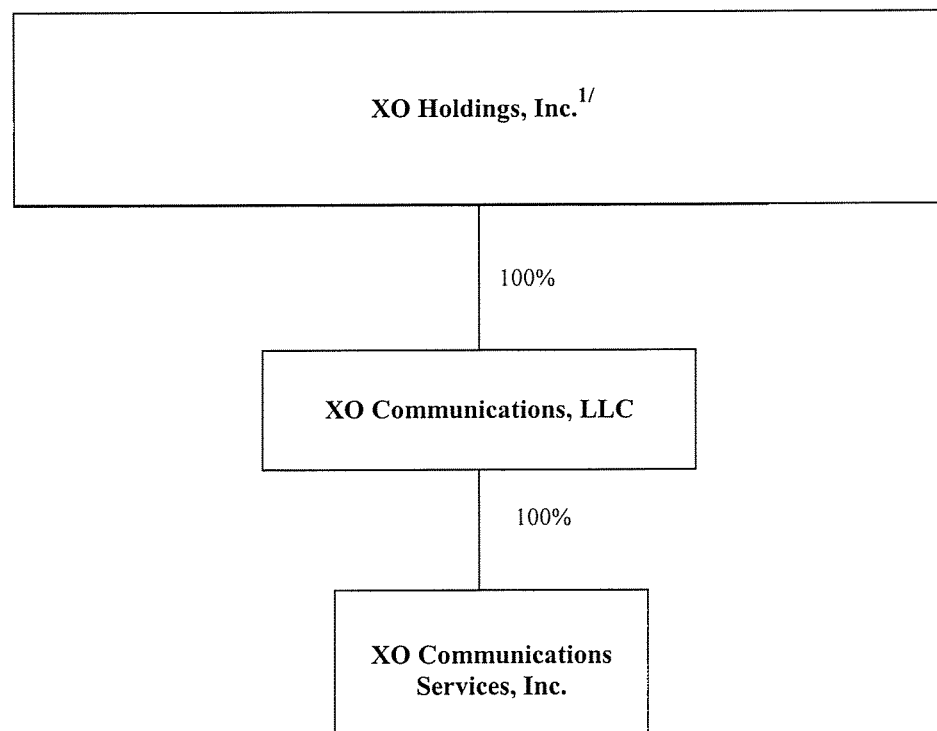 XO Holdings, Inc.1/
100%
XO Communications, LLC
100%
XO Communications
Services, Inc.